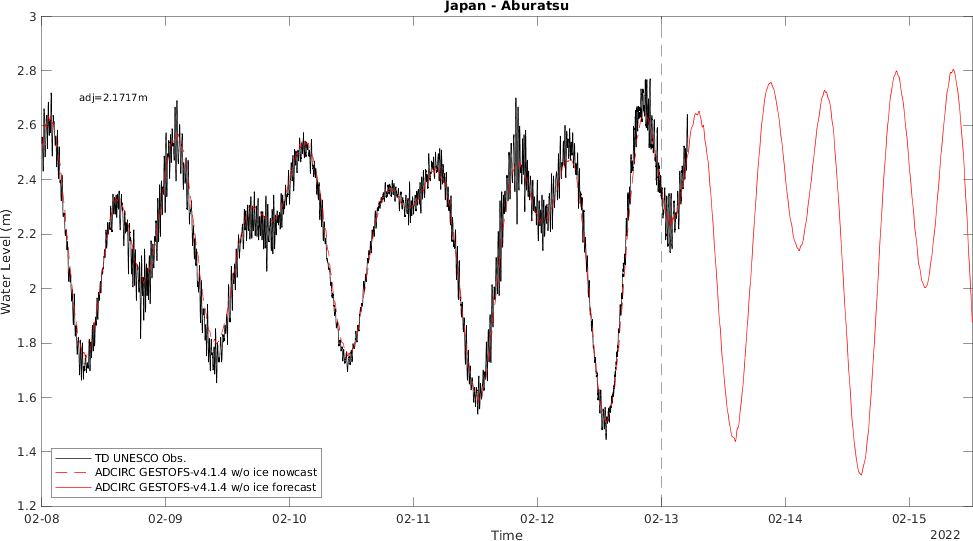 Japan - Aburatsu
3
2.8
adj=2.1717m
2.6
2.4
2.2
2
1.8
1.6
1.4
1.2
Water Level (m)
TD UNESCO Obs.
ADCIRC GESTOFS-v4.1.4 w/o ice nowcast
ADCIRC GESTOFS-v4.1.4 w/o ice forecast
02-08 02-09 02-10 02-11 02-12 02-13 02-14 02-15
Time
2022